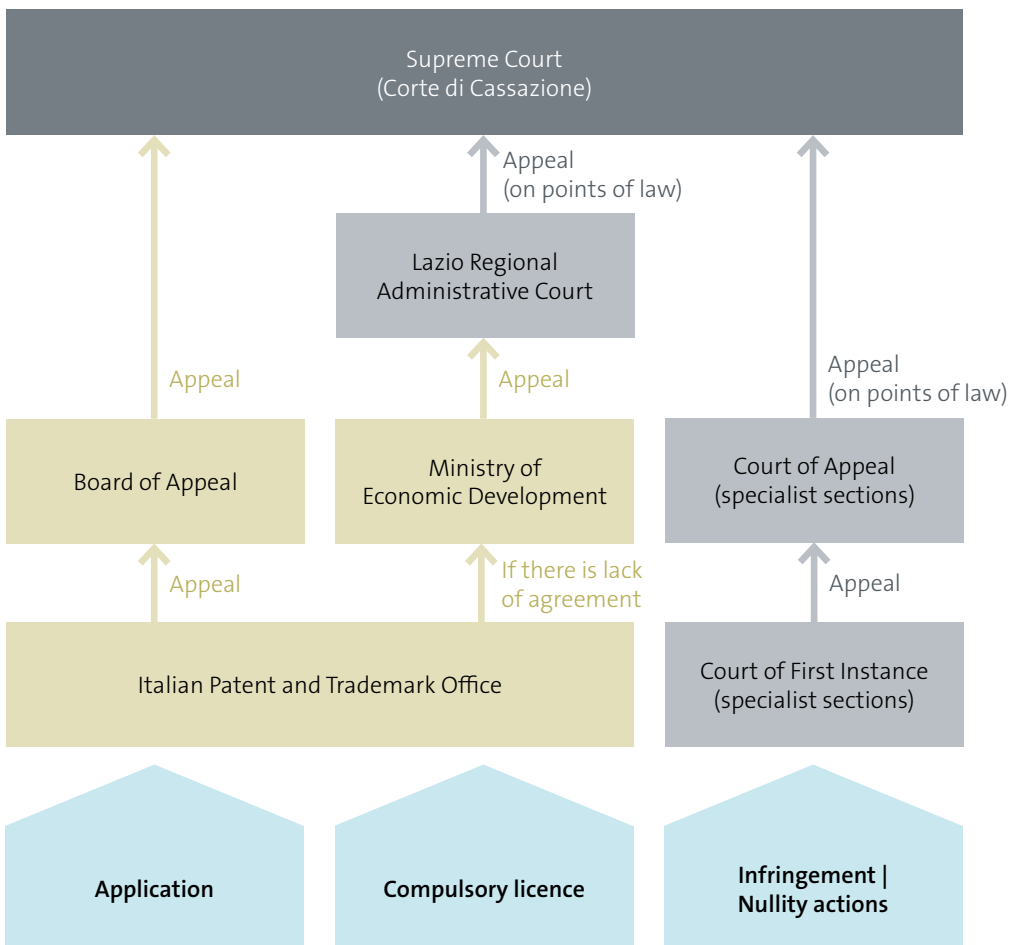 Supreme Court
(Corte di Cassazione)
Appeal
(on points of law)
Lazio Regional
Administrative Court
Appeal
Appeal
Appeal
(on points of law)
Board of Appeal
Ministry of
Economic Development
Court of Appeal
(specialist sections)
Appeal
If there is lack
of agreement
Appeal
Italian Patent and Trademark Office
Court of First Instance
(specialist sections)
Application
Compulsory licence
Infringement |
Nullity actions